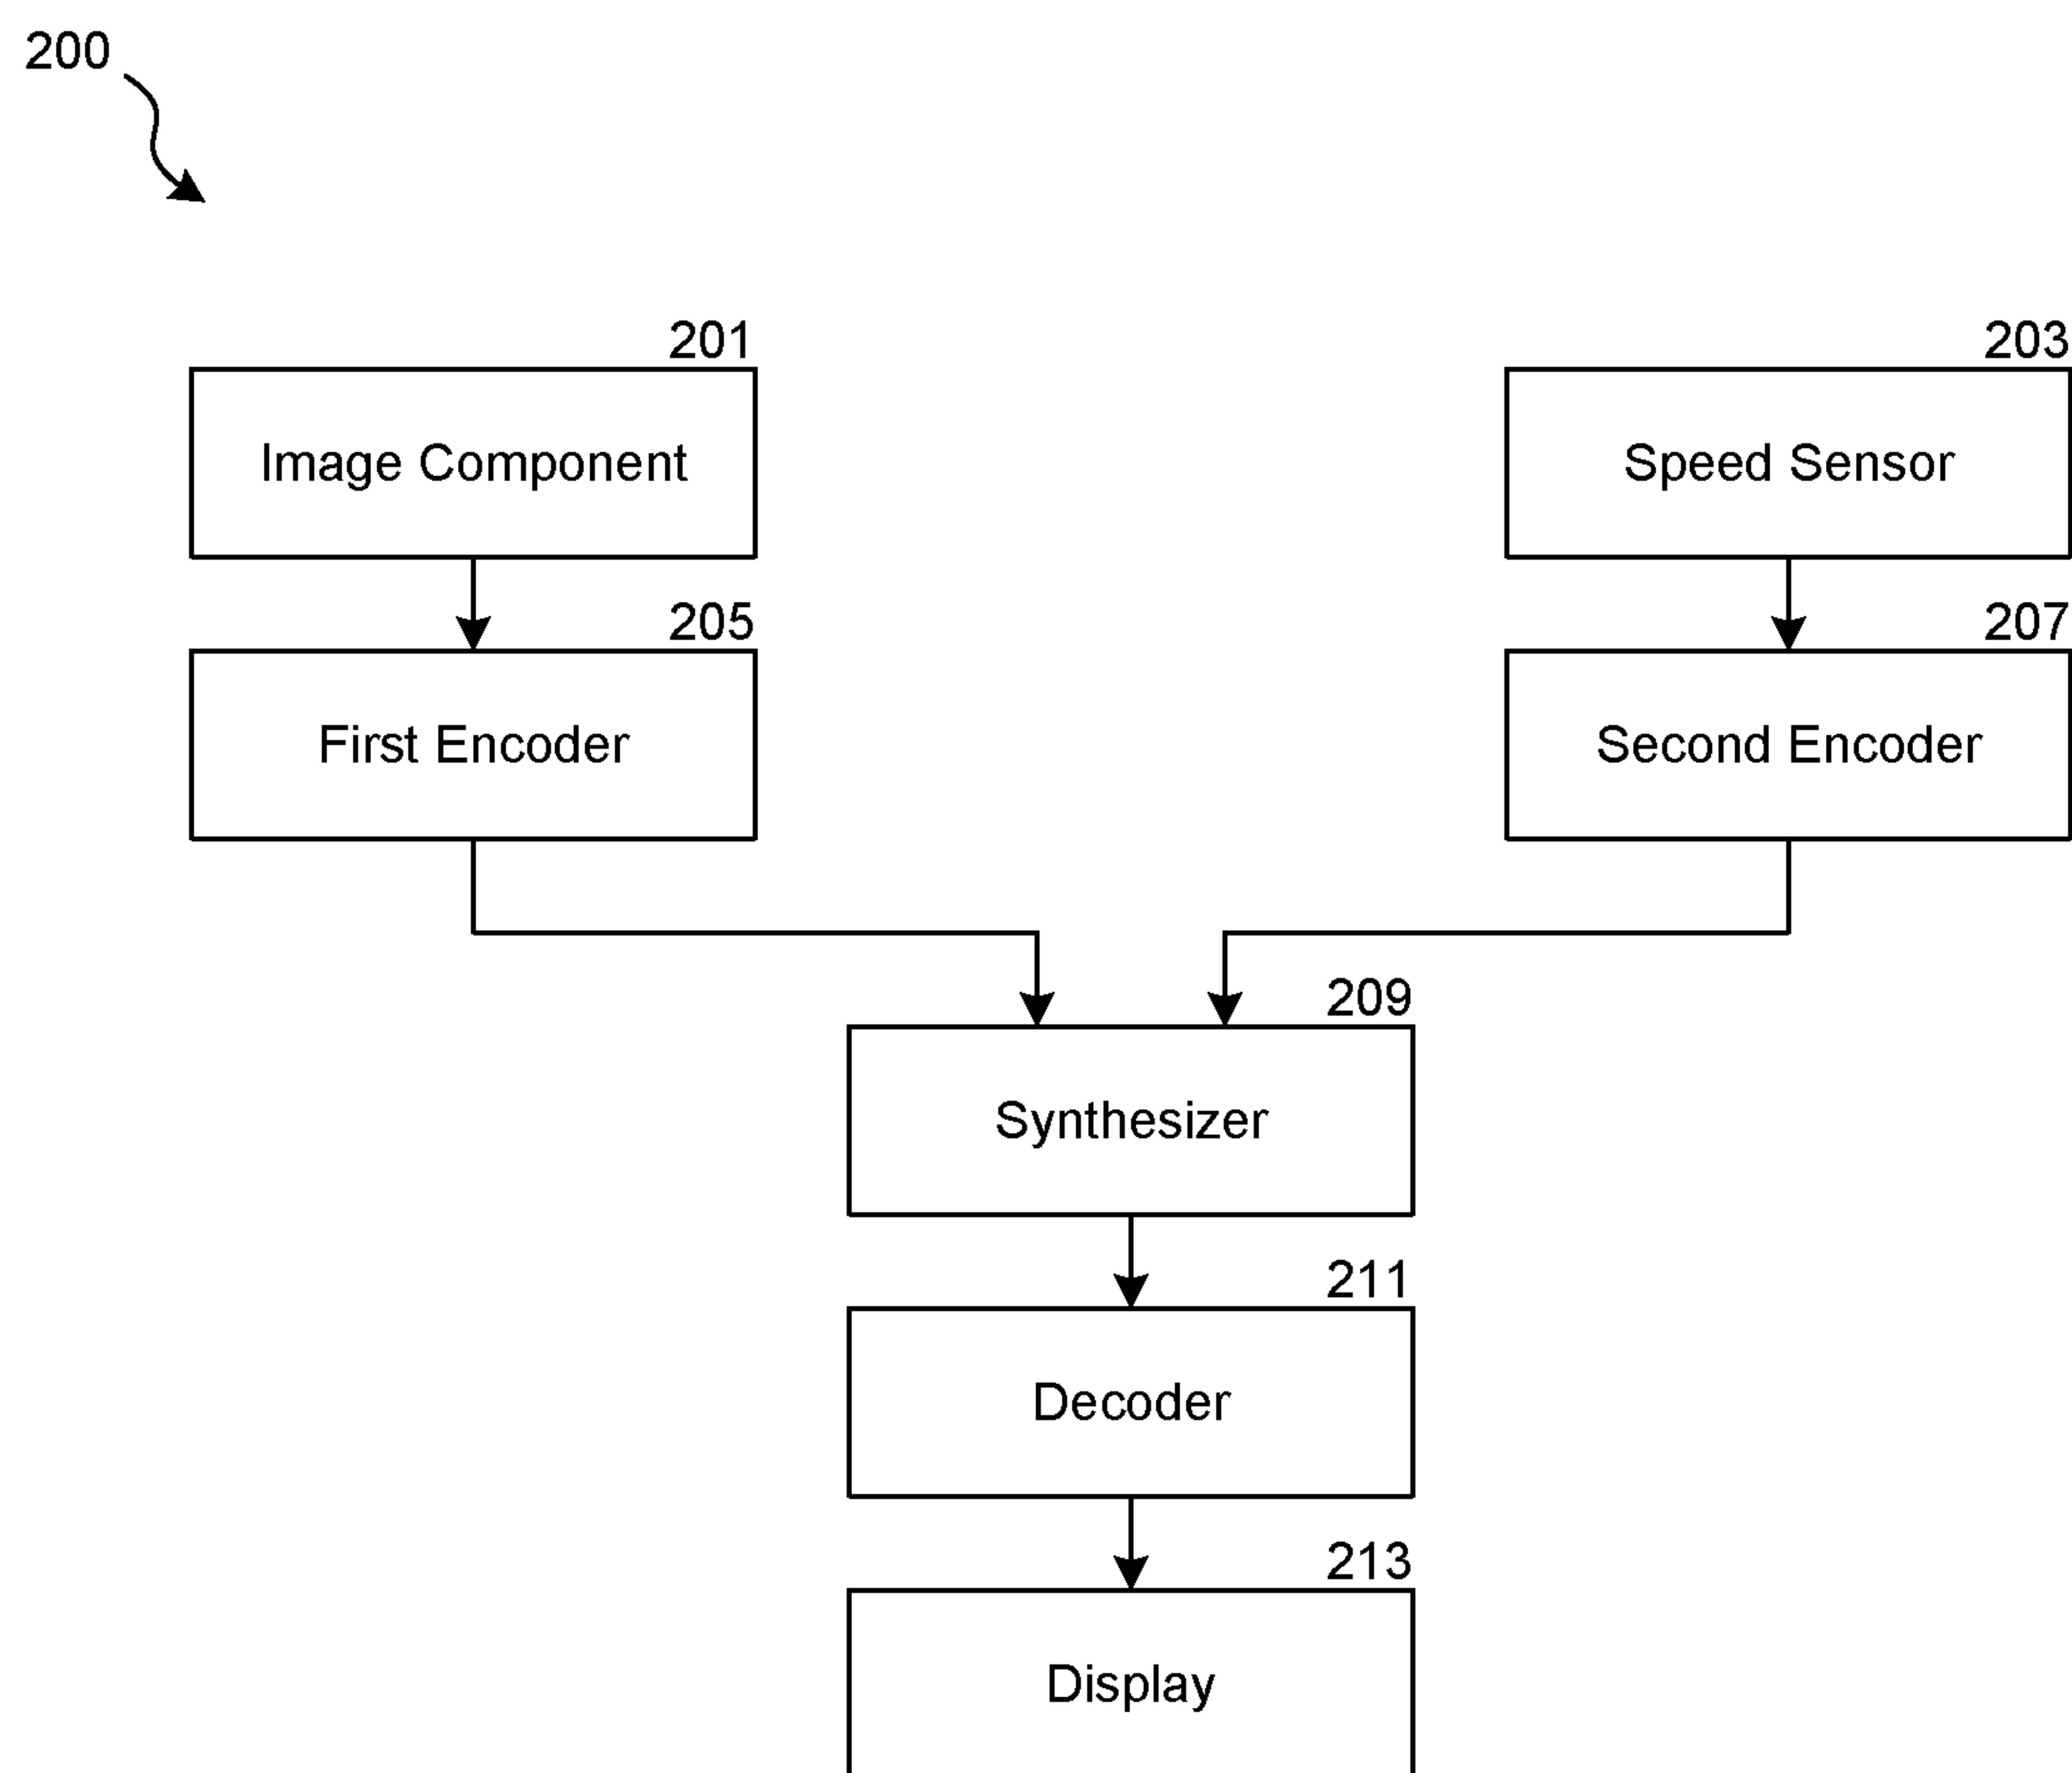 200
201
Image Component
203
Speed Sensor
205
First Encoder
207
Second Encoder
209
Synthesizer
211
Decoder
213
Display